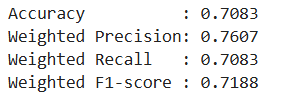 Accuracy           : 0.7083
Weighted Precision: 0.7607
Weighted Recall   : 0.7083
Weighted F1-score : 0.7188